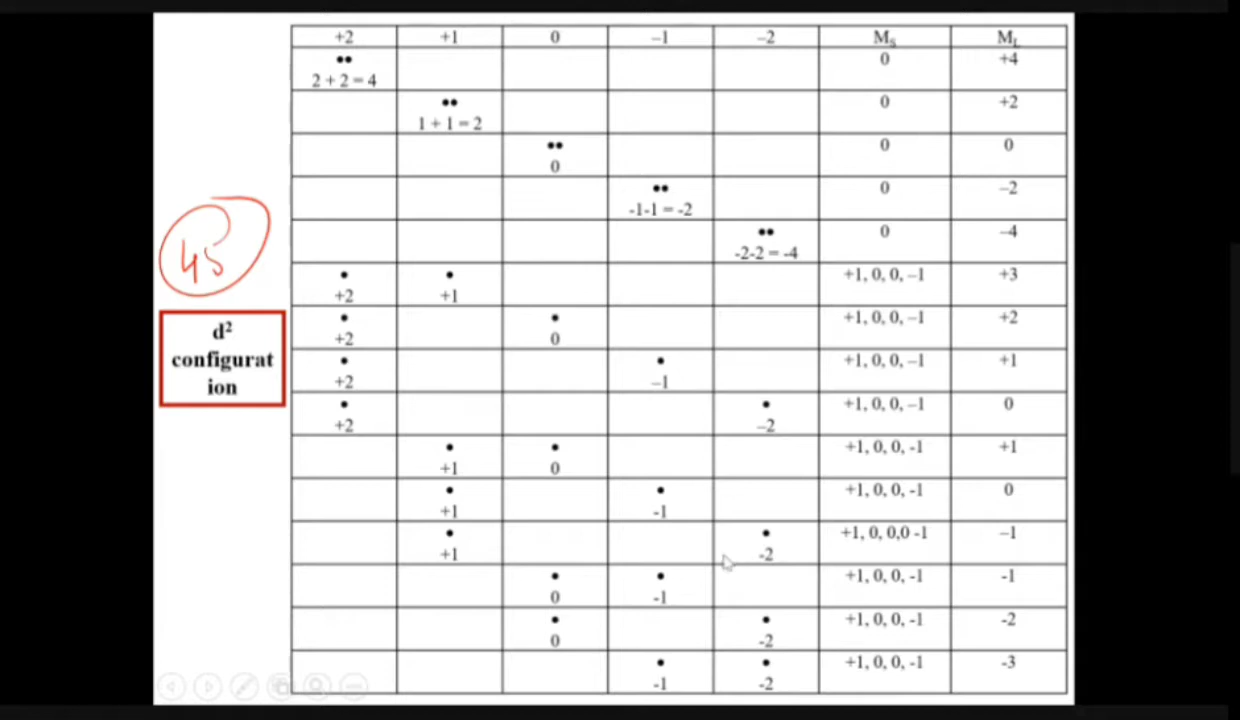 +2 +1 0 –1 –2 Ms ML
•• 0 +4
2 + 2 = 4
•• 0 +2
1 + 1 = 2
•• 0 0
0
•• 0 –2
-1-1 = -2
•• 0 –4
-2-2 = -4
45
• • +1, 0, 0, –1 +3
+2 +1
• • +1, 0, 0, –1 +2
+2 0
d²
configurat
ion
• • +1, 0, 0, –1 +1
+2 –1
• • +1, 0, 0, –1 0
+2 –2
• • +1, 0, 0, -1 +1
+1 0
• • +1, 0, 0, -1 0
+1 -1
• • +1, 0, 0,0 -1 –1
+1 -2
• • +1, 0, 0, -1 -1
0 -1
• • +1, 0, 0, -1 -2
0 -2
• • +1, 0, 0, -1 -3
-1 -2